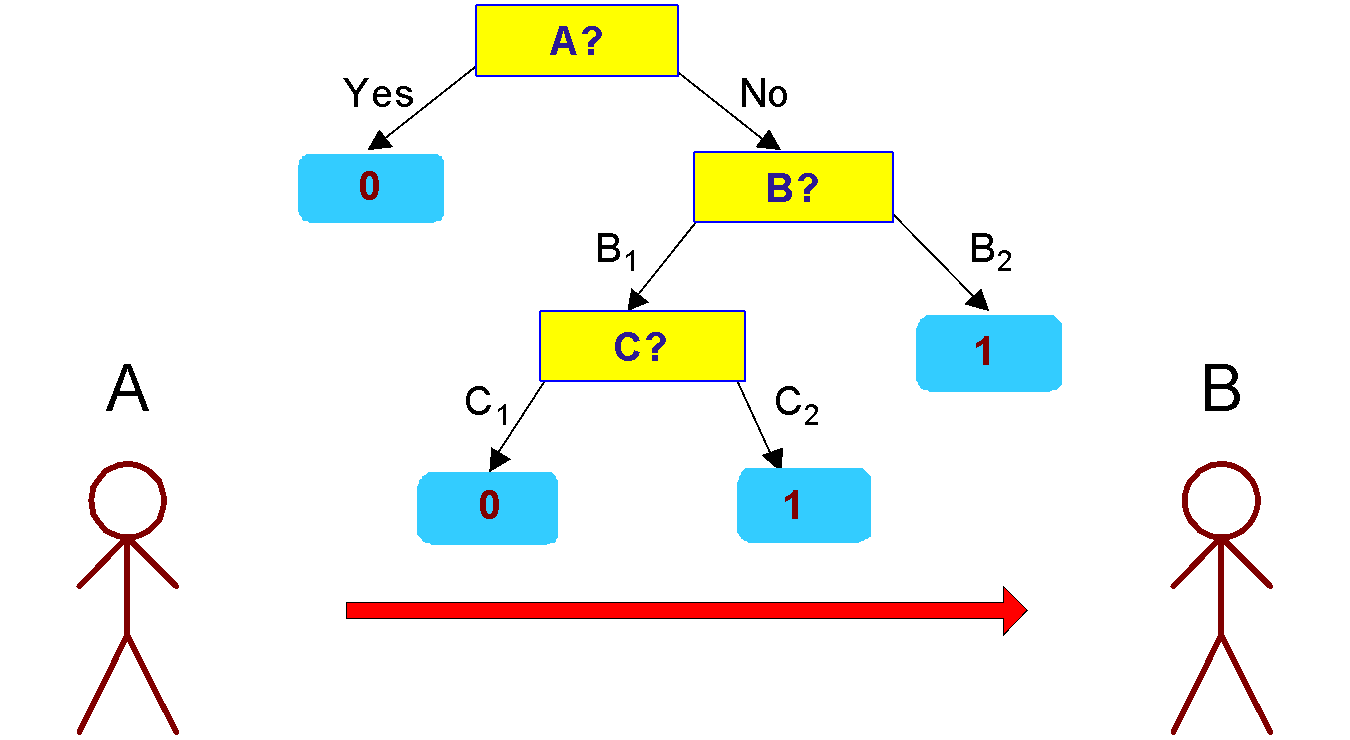 A?
Yes
No
0
B?
B₁
B₂
C?
1
A
B
C₁
C₂
0
1